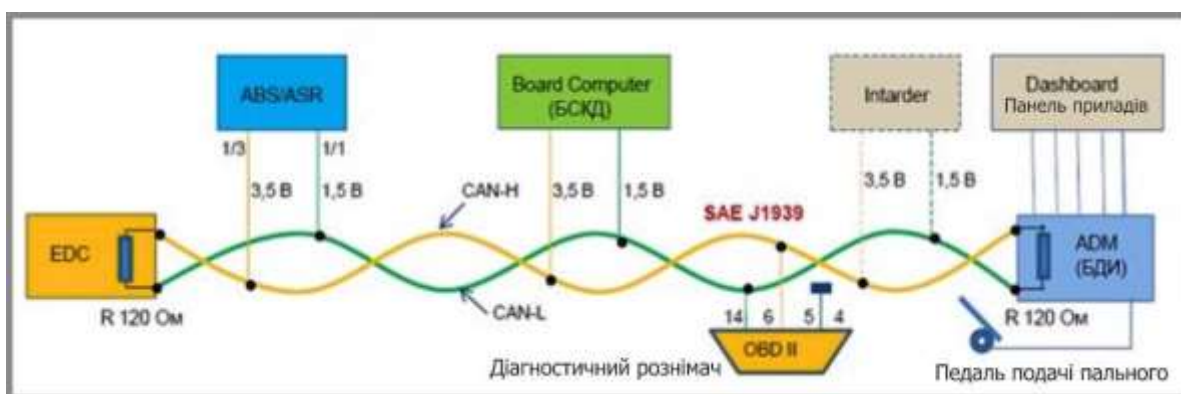 ABS/ASR
Board Computer
(БСКД)
Intarder
Dashboard
Панель приладів
1/3
1/1
3,5 В
1,5 В
CAN-H
3,5 В
1,5 В
SAE J1939
3,5 В
1,5 В
EDC
ADM
(БДИ)
R 120 Ом
CAN-L
14
6
5
4
OBD II
R 120 Ом
Діагностичний рознімач
Педаль подачі пального